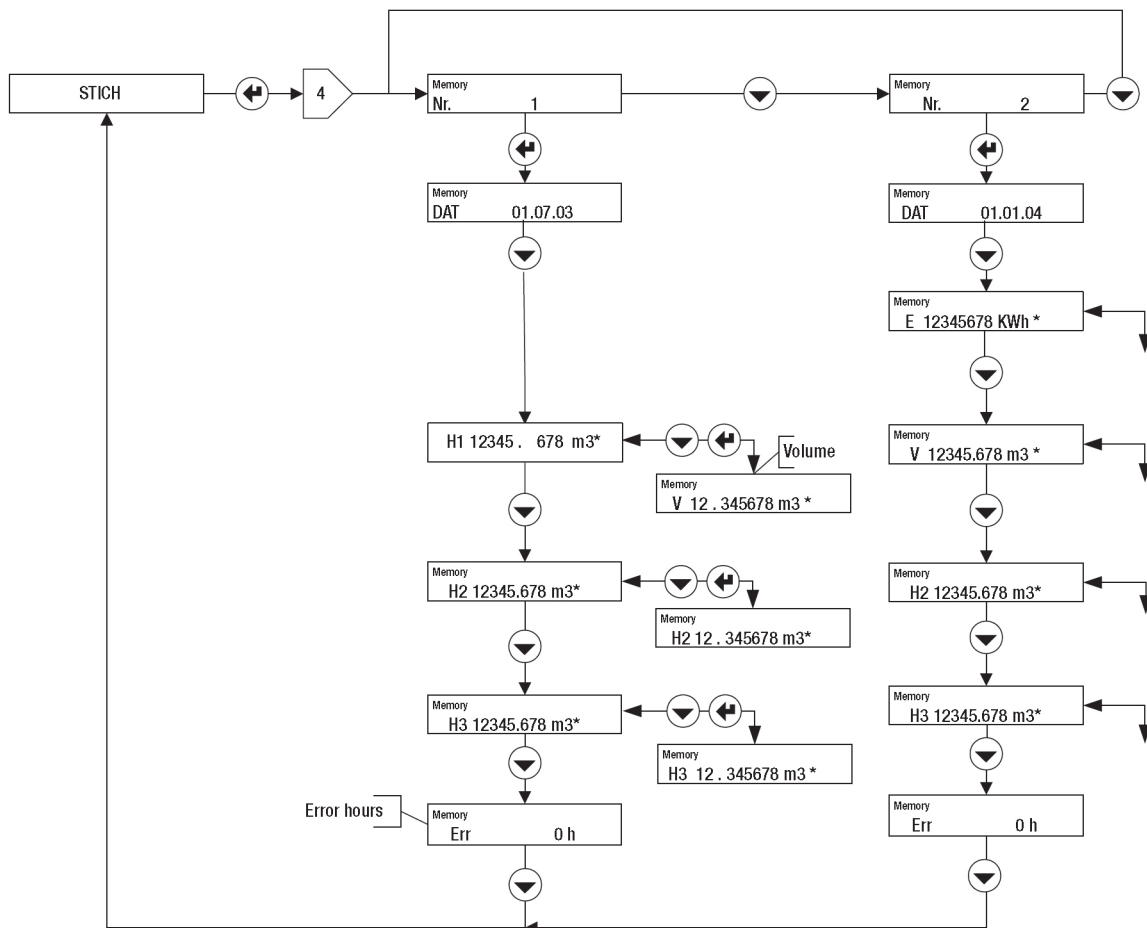 STICH
4
Memory
Nr. 1
Memory
Nr. 2
Memory
DAT 01.07.03
Memory
DAT 01.01.04
Memory
E 12345678 KWh *
H1 12345 . 678 m3*
Volume
Memory
V 12 . 345678 m3 *
Memory
V 12345.678 m3 *
Memory
H2 12345.678 m3*
Memory
H2 12 . 345678 m3*
Memory
H2 12345.678 m3*
Memory
H3 12345.678 m3*
Memory
H3 12 . 345678 m3 *
Memory
H3 12345.678 m3*
Error hours
Memory
Err 0 h
Memory
Err 0 h